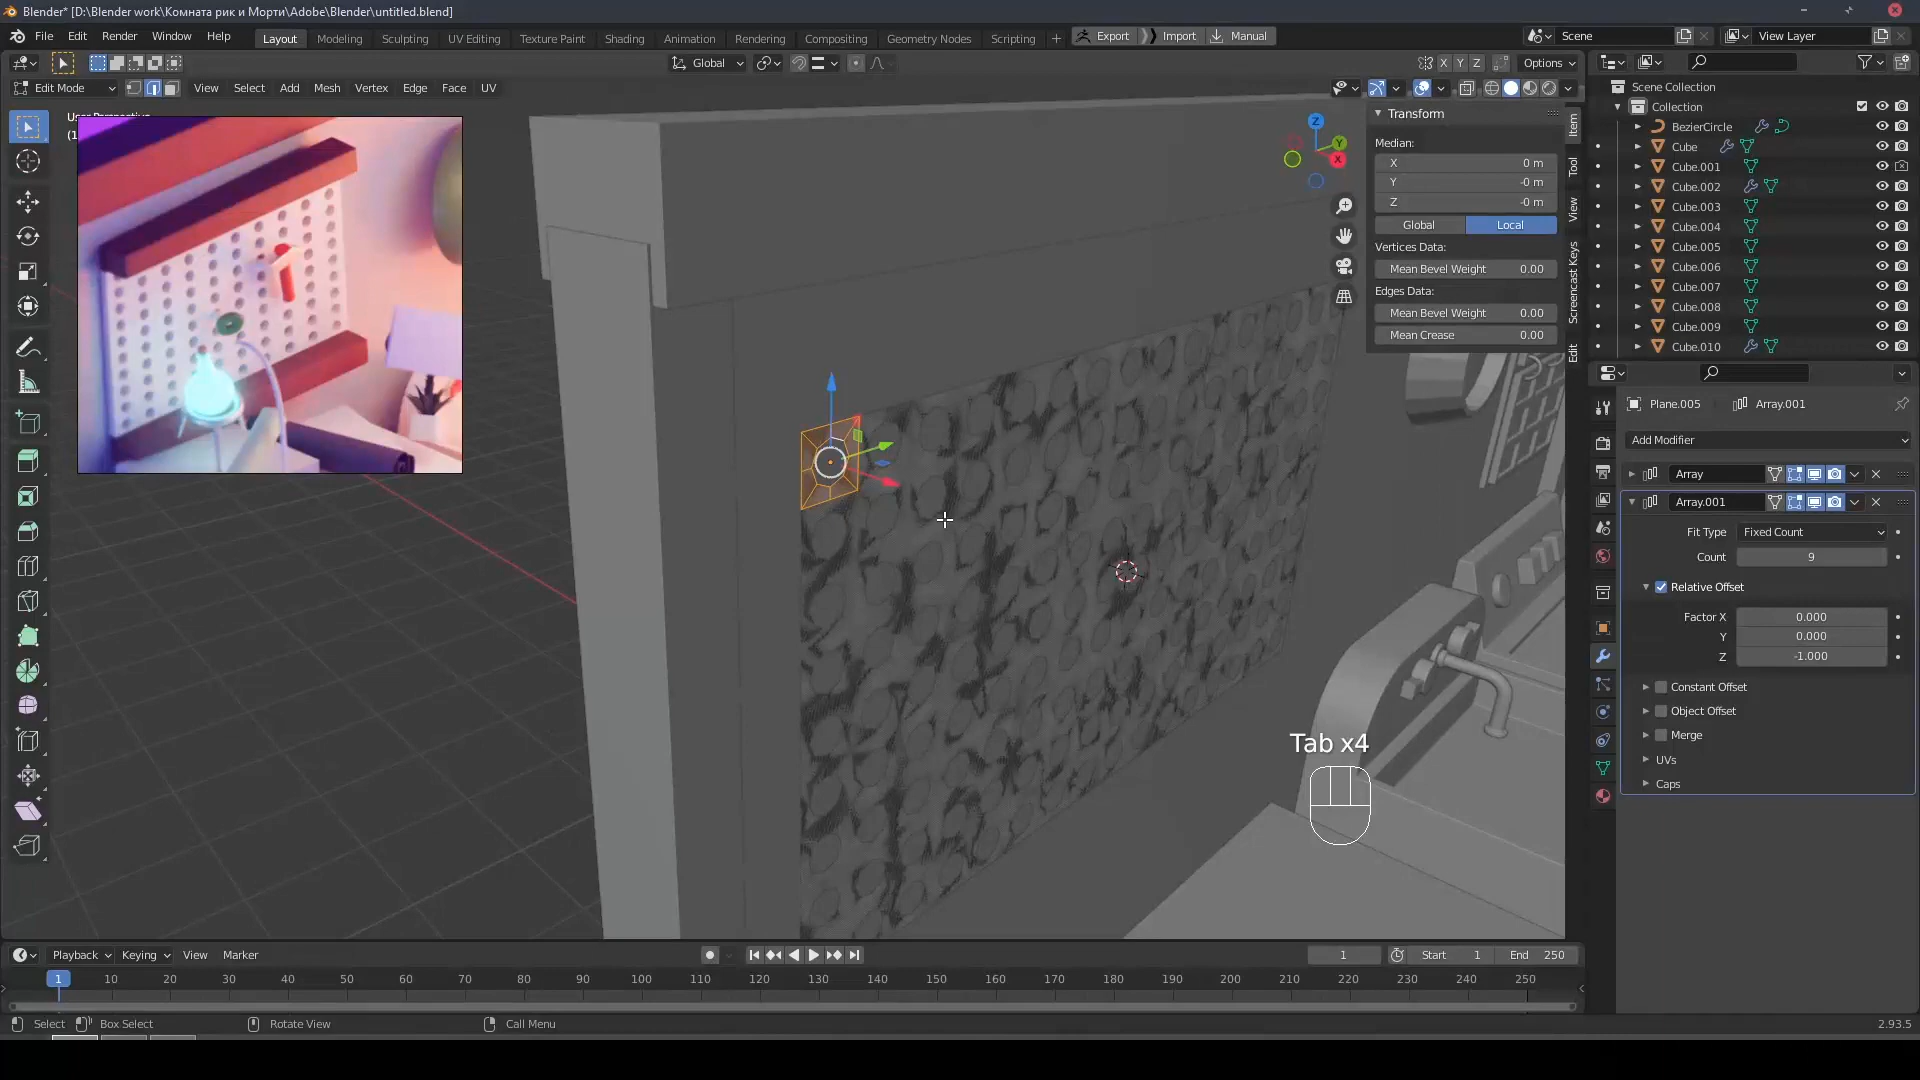 Blender* [D:\Blender work\Комната рик и Морти\Adobe\Blender\untitled.blend]
File Edit Render Window Help
Layout Modeling Sculpting UV Editing Texture Paint Shading Animation Rendering Compositing Geometry Nodes Scripting +
Export Import Manual
Scene
View Layer
Global
X Y Z
Options
Edit Mode
View Select Add Mesh Vertex Edge Face UV
Z
Y
X
Transform
Median:
X 0 m
Y -0 m
Z -0 m
Global Local
Vertices Data:
Mean Bevel Weight 0.00
Edges Data:
Mean Bevel Weight 0.00
Mean Crease 0.00
Item
Tool
View
Screencast Keys
Edit
Scene Collection
Collection
BezierCircle
Cube
Cube.001
Cube.002
Cube.003
Cube.004
Cube.005
Cube.006
Cube.007
Cube.008
Cube.009
Cube.010
Plane.005 Array.001
Add Modifier
Array
Array.001
Fit Type Fixed Count
Count 9
Relative Offset
Factor X 0.000
Y 0.000
Z -1.000
Constant Offset
Object Offset
Merge
UVs
Caps
Tab x4
Playback Keying View Marker
1 Start 1 End 250
1 10 20 30 40 50 60 70 80 90 100 110 120 130 140 150 160 170 180 190 200 210 220 230 240 250
Select Box Select Rotate View Call Menu
2.93.5